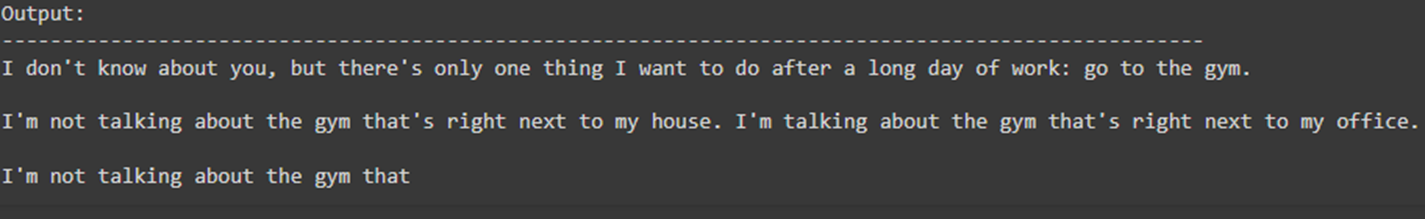 Output:
----------------------------------------------------------------------------------------------------
I don't know about you, but there's only one thing I want to do after a long day of work: go to the gym.
I'm not talking about the gym that's right next to my house. I'm talking about the gym that's right next to my office.
I'm not talking about the gym that